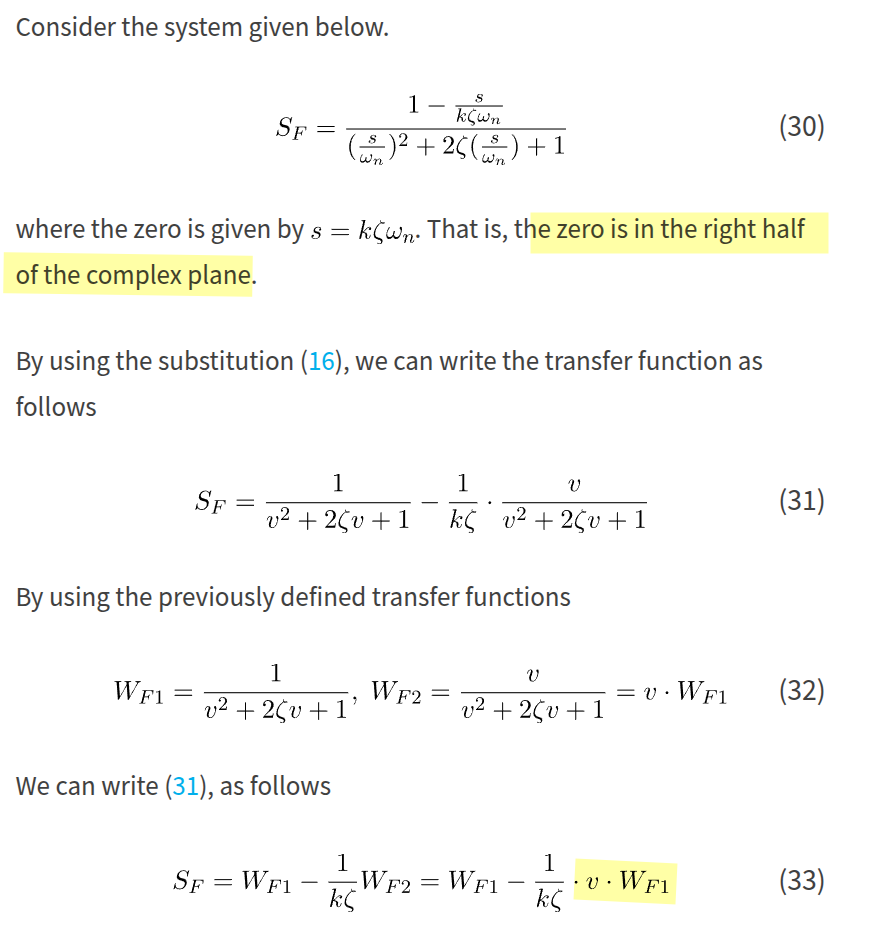 Consider the system given below.
S_F = \frac{1 - \frac{s}{k\zeta\omega_n}}{(\frac{s}{\omega_n})^2 + 2\zeta(\frac{s}{\omega_n}) + 1} (30)
where the zero is given by s = kζω_n. That is, the zero is in the right half
of the complex plane.
By using the substitution (16), we can write the transfer function as
follows
S_F = \frac{1}{v^2 + 2\zeta v + 1} - \frac{1}{k\zeta} \cdot \frac{v}{v^2 + 2\zeta v + 1} (31)
By using the previously defined transfer functions
W_{F1} = \frac{1}{v^2 + 2\zeta v + 1}, W_{F2} = \frac{v}{v^2 + 2\zeta v + 1} = v \cdot W_{F1} (32)
We can write (31), as follows
S_F = W_{F1} - \frac{1}{k\zeta} W_{F2} = W_{F1} - \frac{1}{k\zeta} \cdot v \cdot W_{F1} (33)